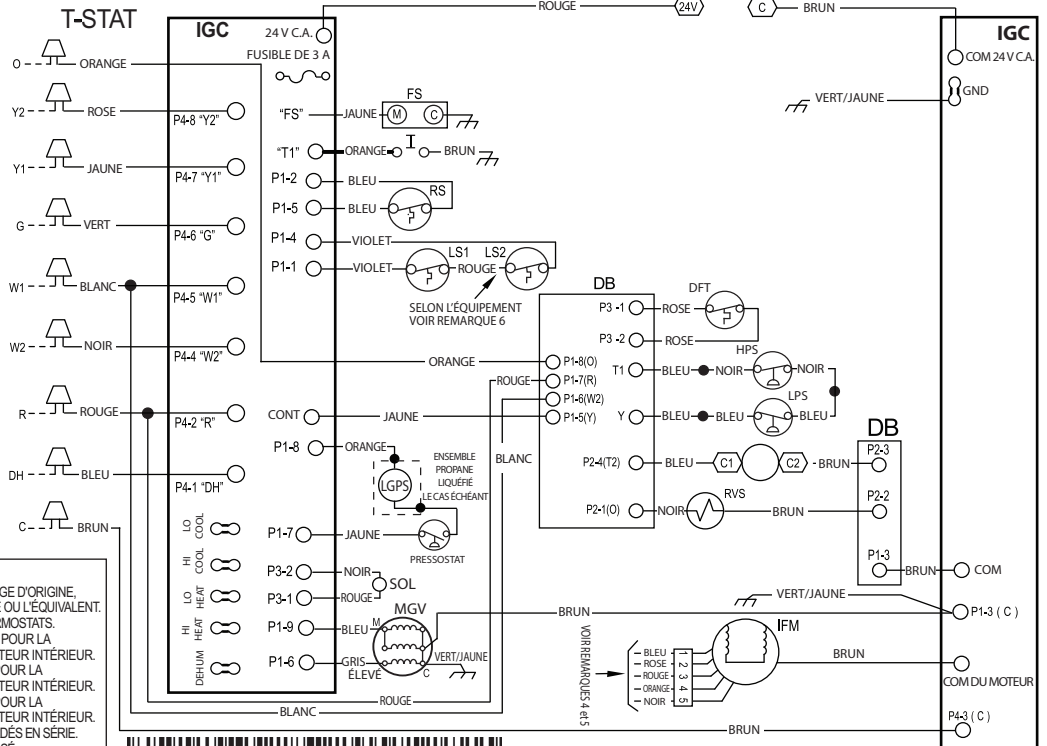 T-STAT
O
ORANGE
Y2
ROSE
Y1
JAUNE
G
VERT
W1
BLANC
W2
NOIR
R
ROUGE
DH
BLEU
C
BRUN
IGC
24 V C.A.
FUSIBLE DE 3 A
P4-8 "Y2"
P4-7 "Y1"
P4-6 "G"
P4-5 "W1"
P4-4 "W2"
P4-2 "R"
P4-1 "DH"
LO COOL
HI COOL
LO HEAT
HI HEAT
DEHUM
"FS"
"T1"
P1-2
P1-5
P1-4
P1-1
CONT
P1-8
P1-7
P3-2
P3-1
P1-9
P1-6
ROUGE
24V
C
BRUN
JAUNE
FS
M
C
ORANGE
BRUN
BLEU
BLEU
RS
VIOLET
VIOLET
LS1
ROUGE
LS2
SELON L'ÉQUIPEMENT
VOIR REMARQUE 6
ORANGE
ROUGE
JAUNE
BLANC
ORANGE
LGPS
ENSEMBLE
PROPANE
LIQUÉFIÉ
LE CAS ÉCHÉANT
JAUNE
PRESSOSTAT
NOIR
SOL
ROUGE
MGV
BLEU
M
GRIS
ÉLEVÉ
C
VERT/JAUNE
ROUGE
BLANC
BRUN
DB
P3 -1
P3 -2
T1
Y
P2-4(T2)
P2-1(O)
P1-8(O)
P1-7(R)
P1-6(W2)
P1-5(Y)
ROSE
DFT
ROSE
HPS
BLEU
NOIR
NOIR
LPS
BLEU
BLEU
BLEU
BLEU
C1
C2
BRUN
NOIR
RVS
BRUN
DB
P2-3
P2-2
P1-3
BRUN
IGC
COM 24 V C.A.
GND
VERT/JAUNE
COM
P1-3 ( C )
COM DU MOTEUR
P4-3 ( C )
VERT/JAUNE
IFM
BRUN
BRUN
VOIR REMARQUES 4 et 5
BLEU 1
ROSE 2
ROUGE 3
ORANGE 4
NOIR 5
GE D'ORIGINE,
E OU L'ÉQUIVALENT.
RMOSTATS.
POUR LA
TEUR INTÉRIEUR.
POUR LA
TEUR INTÉRIEUR.
POUR LA
TEUR INTÉRIEUR.
DÉS EN SÉRIE.